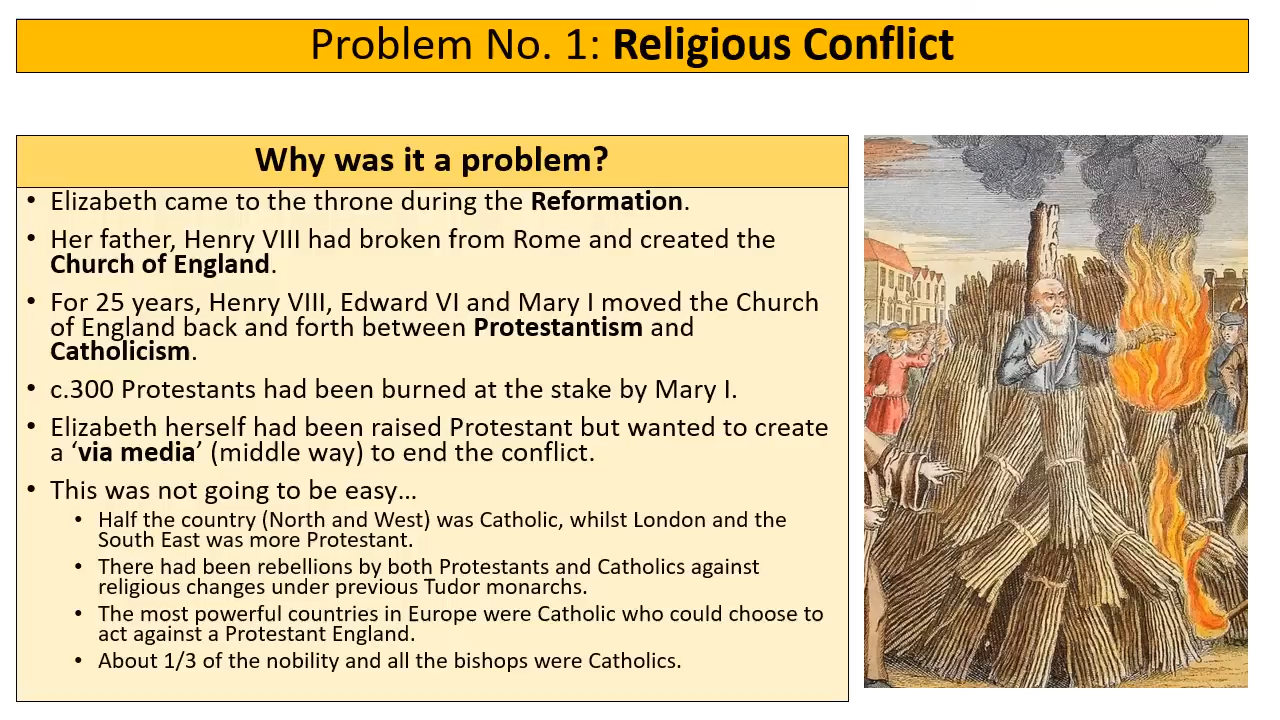 Problem No. 1: Religious Conflict
Why was it a problem?
• Elizabeth came to the throne during the Reformation.
• Her father, Henry VIII had broken from Rome and created the
Church of England.
• For 25 years, Henry VIII, Edward VI and Mary I moved the Church
of England back and forth between Protestantism and
Catholicism.
• c.300 Protestants had been burned at the stake by Mary I.
• Elizabeth herself had been raised Protestant but wanted to create
a ‘via media’ (middle way) to end the conflict.
• This was not going to be easy…
• Half the country (North and West) was Catholic, whilst London and the
South East was more Protestant.
• There had been rebellions by both Protestants and Catholics against
religious changes under previous Tudor monarchs.
• The most powerful countries in Europe were Catholic who could choose to
act against a Protestant England.
• About 1/3 of the nobility and all the bishops were Catholics.